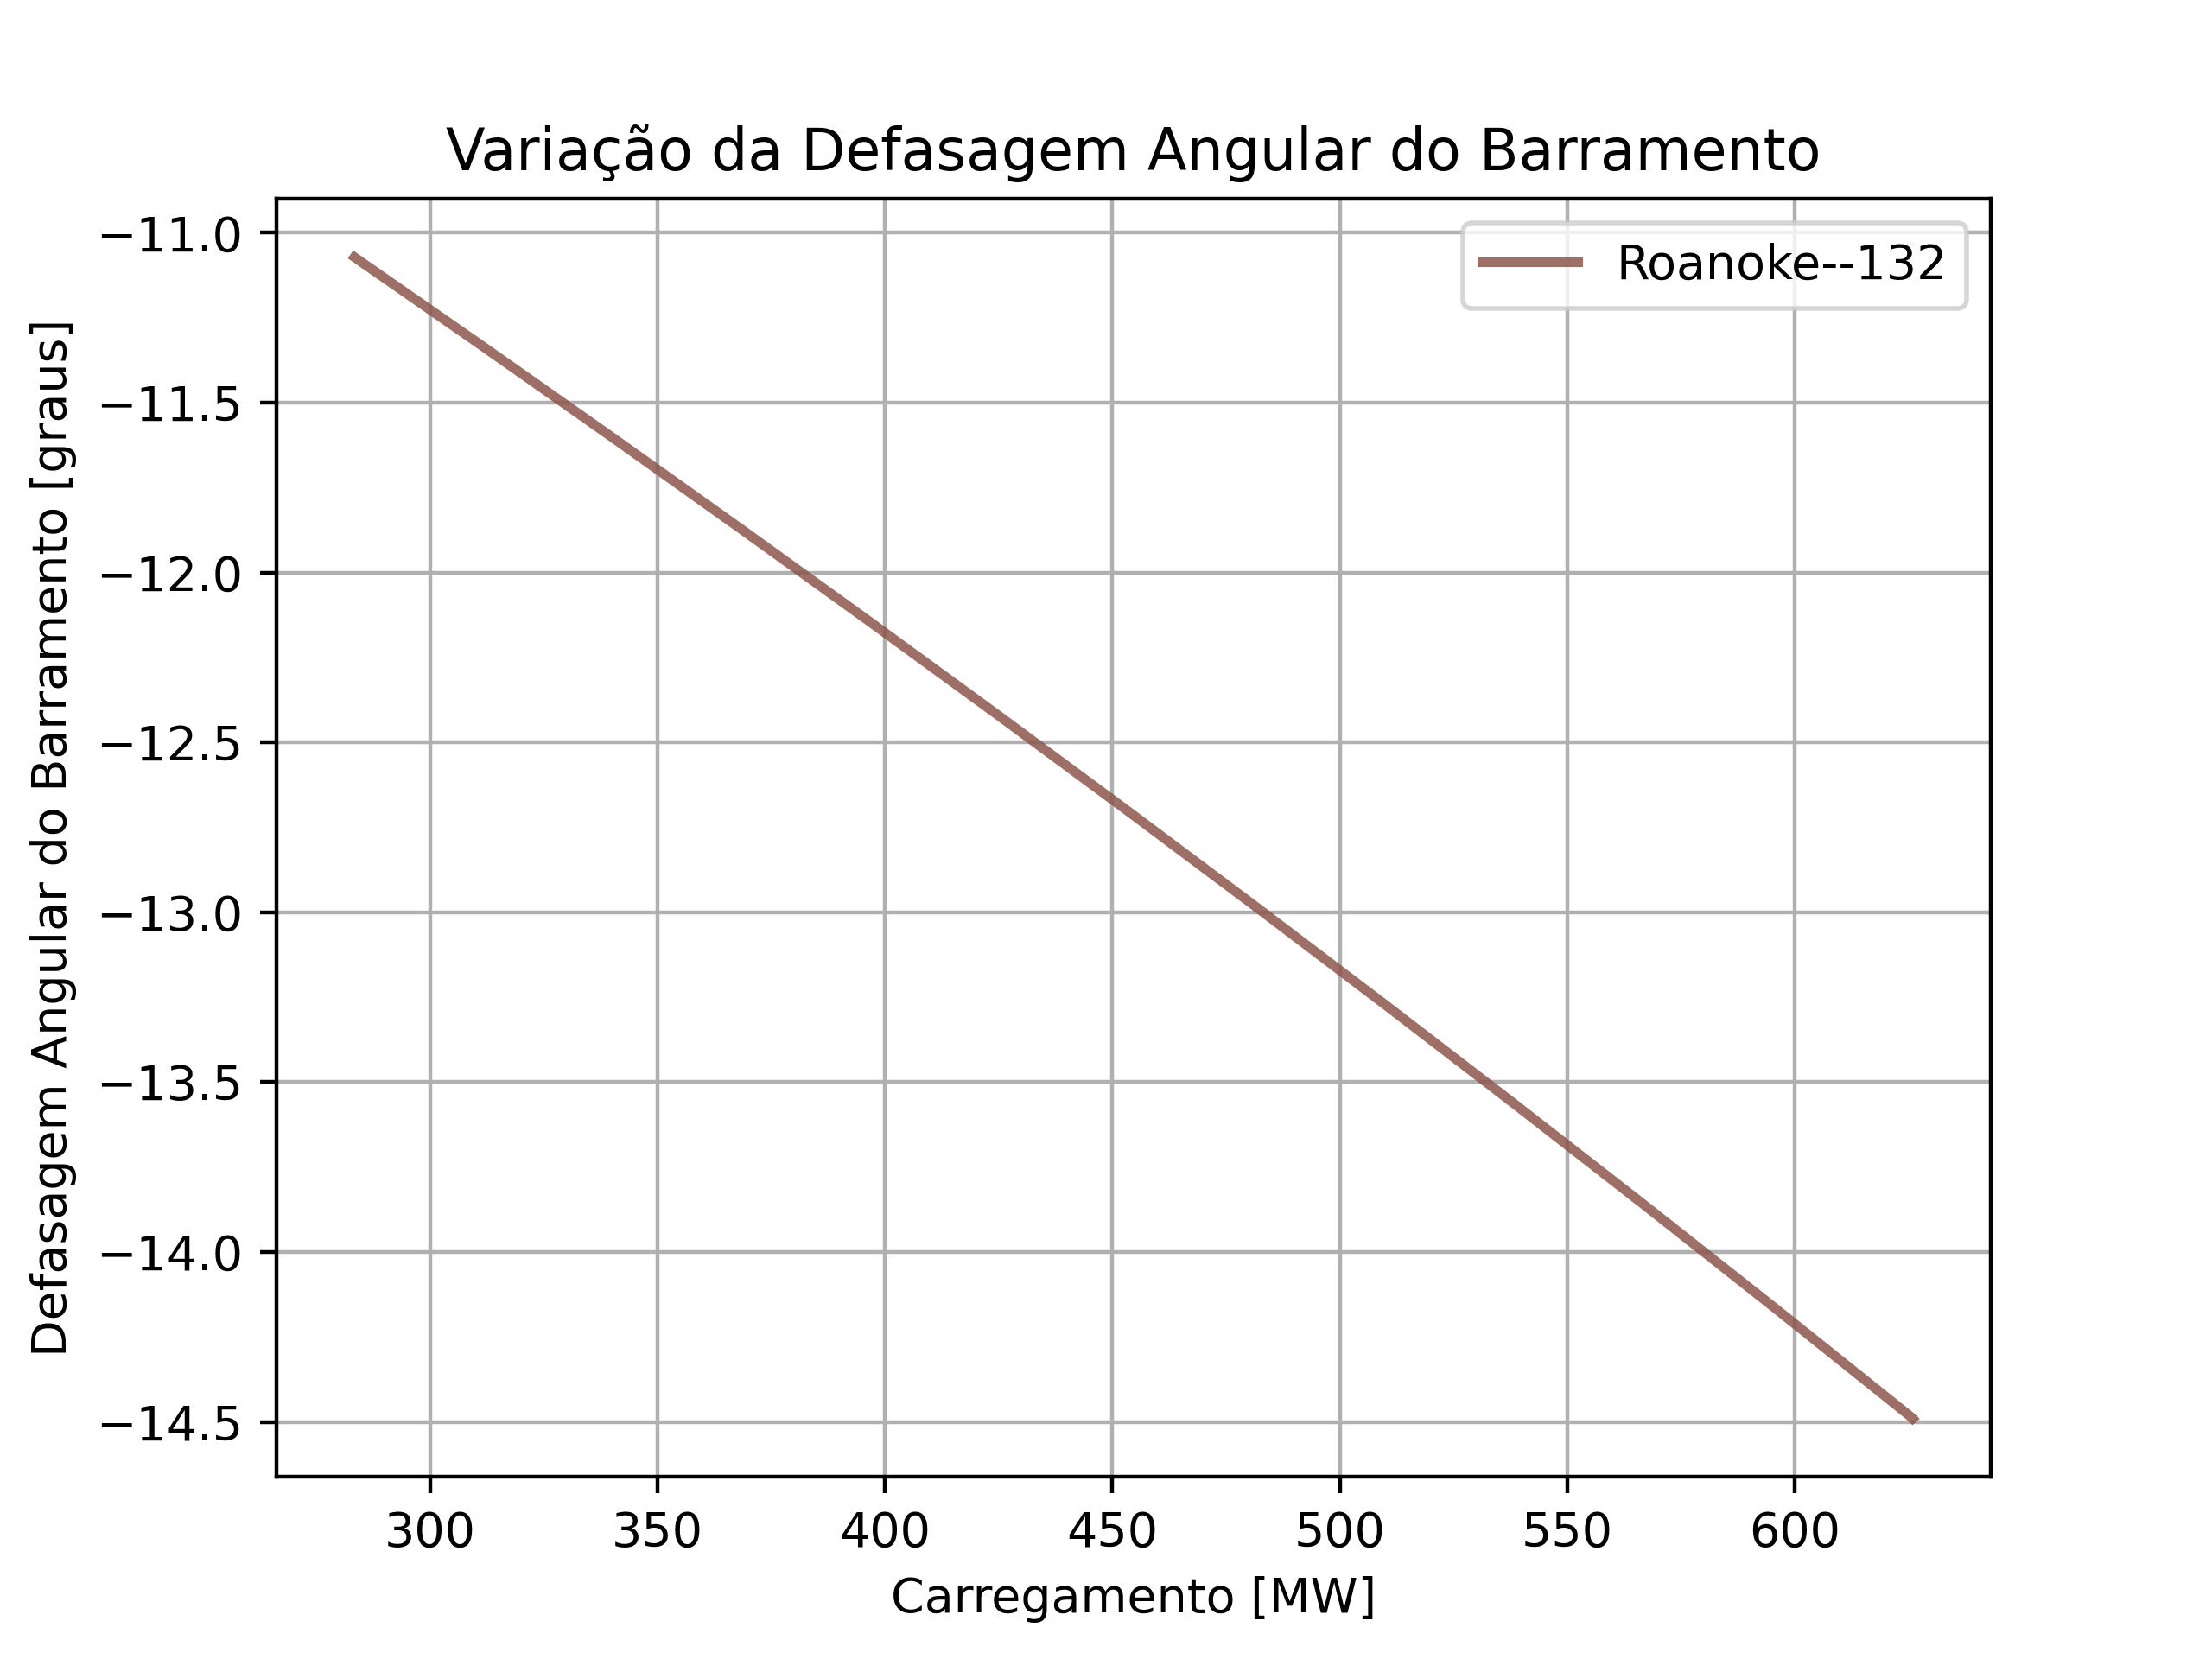 Variação da Defasagem Angular do Barramento
Roanoke--132
Defasagem Angular do Barramento [graus]
−11.0
−11.5
−12.0
−12.5
−13.0
−13.5
−14.0
−14.5
300 350 400 450 500 550 600
Carregamento [MW]